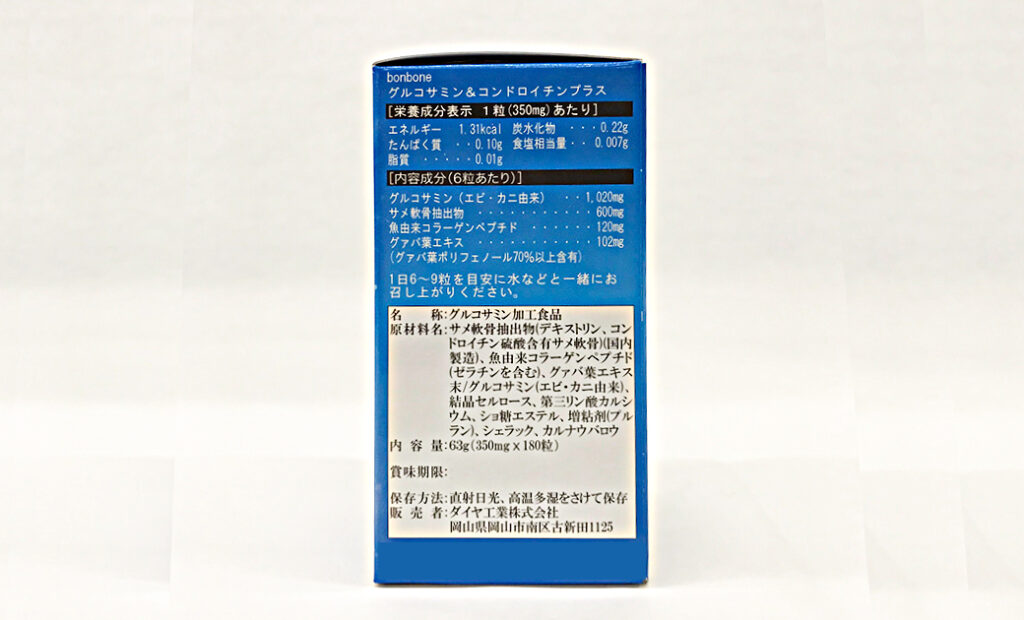 bonbone
グルコサミン＆コンドロイチンプラス
[栄養成分表示 1粒(350mg)あたり]
エネルギー 1.31kcal 炭水化物 ・・・0.22g
たんぱく質 ・・0.10g 食塩相当量・・ 0.007g
脂質 ・・・・・0.01g
[内容成分(6粒あたり)]
グルコサミン（エビ・カニ由来） ・・1,020mg
サメ軟骨抽出物 ・・・・・・・・・・ 600mg
魚由来コラーゲンペプチド ・・・・・・ 120mg
グァバ葉エキス ・・・・・・・・・・ 102mg
(グァバ葉ポリフェノール70%以上含有)
1日6～9粒を目安に水などと一緒にお
召し上がりください。
名 称:グルコサミン加工食品
原材料名:サメ軟骨抽出物(デキストリン、コン
ドロイチン硫酸含有サメ軟骨)(国内
製造)、魚由来コラーゲンペプチド
(ゼラチンを含む)、グァバ葉エキス
末/グルコサミン(エビ・カニ由来)、
結晶セルロース、第三リン酸カルシ
ウム、ショ糖エステル、増粘剤(プル
ラン)、シェラック、カルナウバロウ
内 容 量:63g(350mg×180粒)
賞味期限:
保存方法:直射日光、高温多湿をさけて保存
販 売 者:ダイヤ工業株式会社
岡山県岡山市南区古新田1125